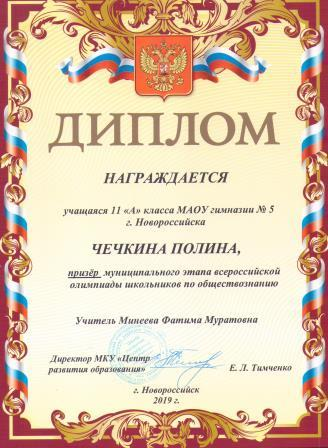 ДИПЛОМ
НАГРАЖДАЕТСЯ
учащаяся 11 «А» класса МАОУ гимназии № 5
г. Новороссийска
ЧЕЧКИНА ПОЛИНА,
призёр муниципального этапа всероссийской
олимпиады школьников по обществознанию
Учитель Минеева Фатима Муратовна
Директор МКУ «Центр
развития образования» Е. Л. Тимченко
г. Новороссийск
2019 г.